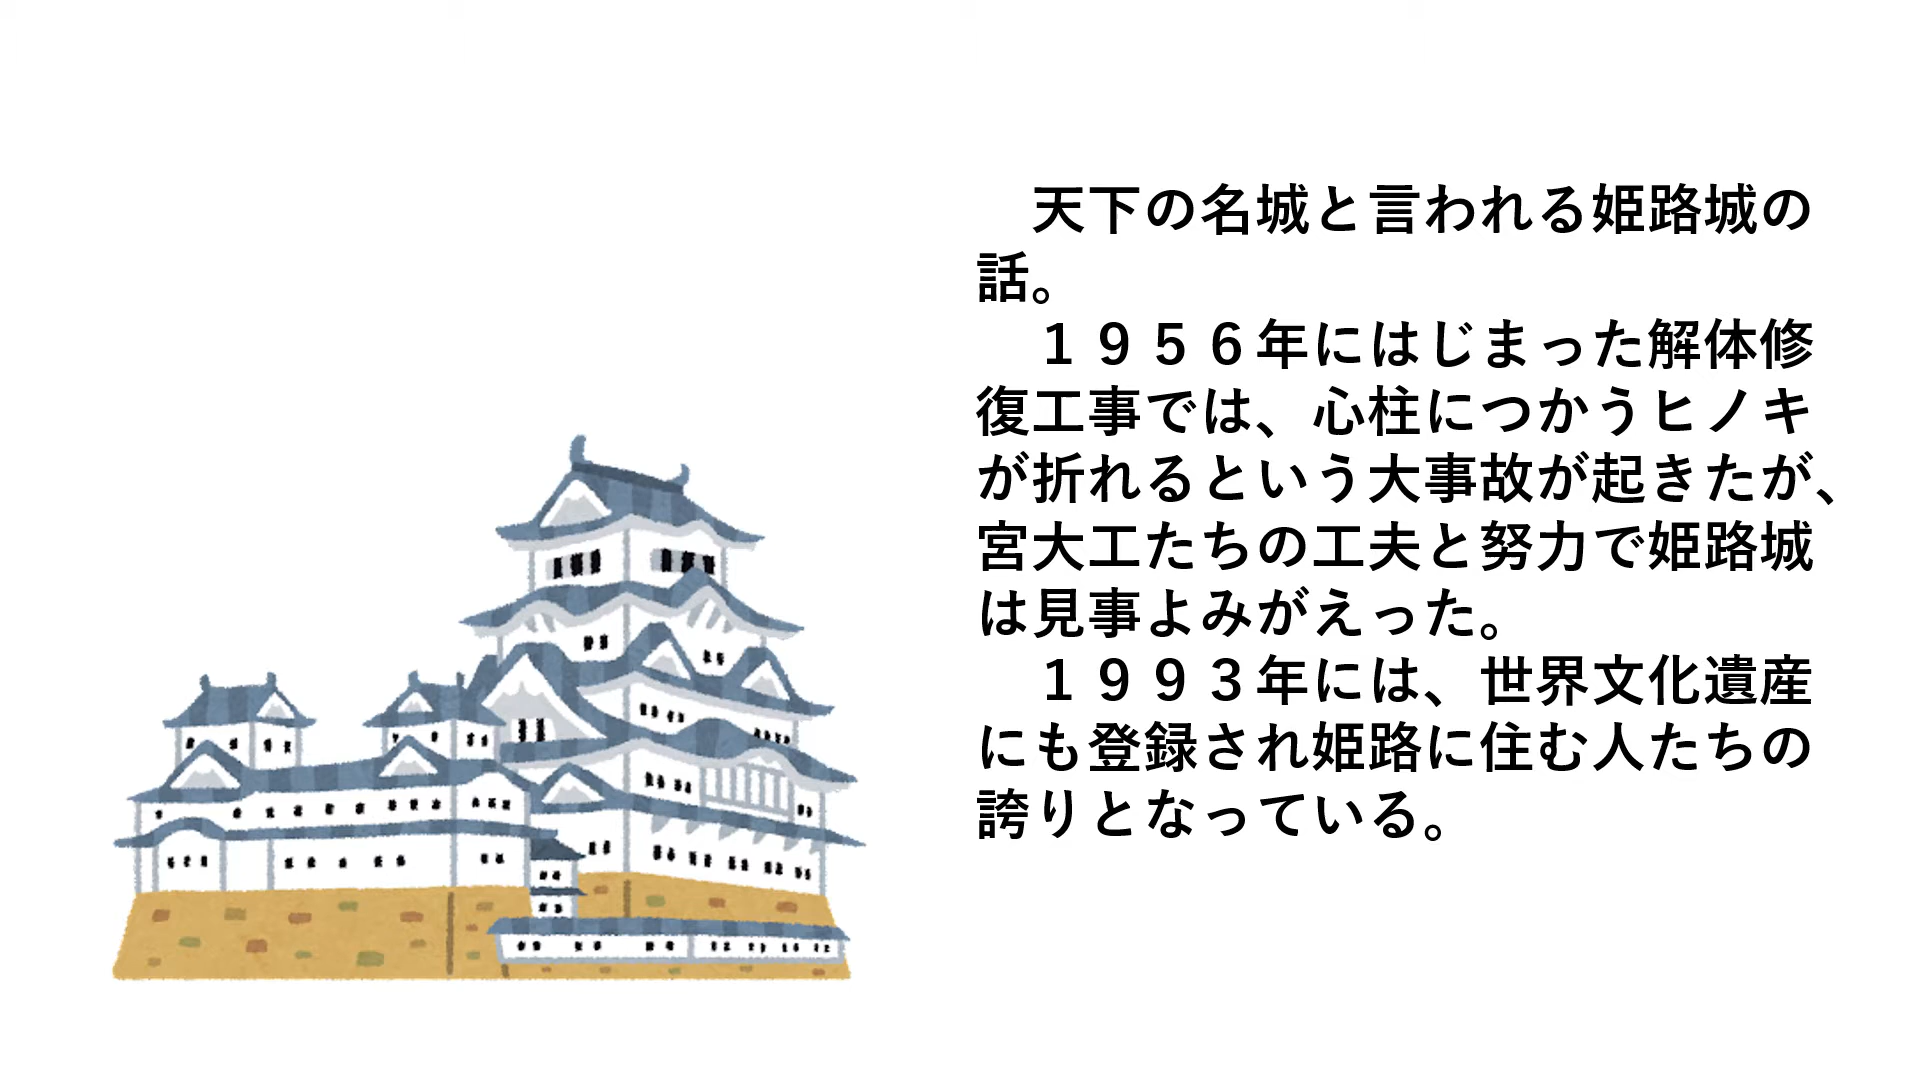 天下の名城と言われる姫路城の
話。
　１９５６年にはじまった解体修
復工事では、心柱につかうヒノキ
が折れるという大事故が起きたが、
宮大工たちの工夫と努力で姫路城
は見事よみがえった。
　１９９３年には、世界文化遺産
にも登録され姫路に住む人たちの
誇りとなっている。